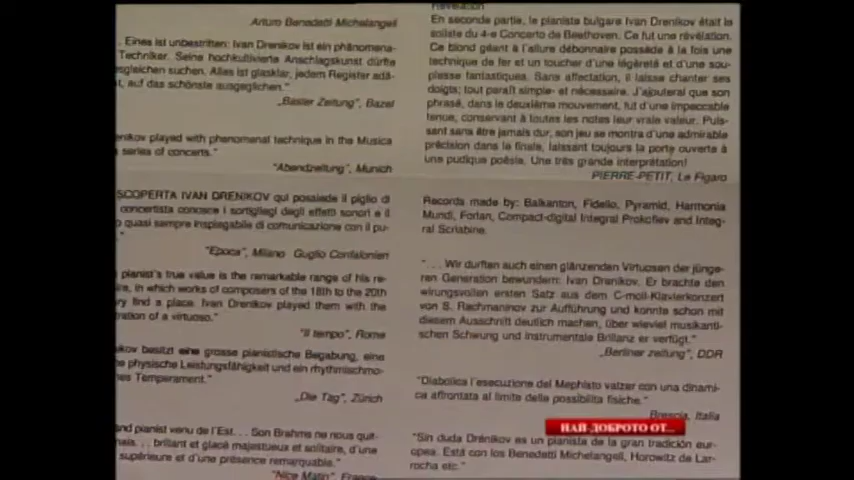 Arturo Benedetti Michelangeli
. Eines ist unbestritten: Ivan Drenikov ist ein phänomena-
Techniker. Seine hochkultivierte Anschlagskunst dürfte
sgleichen suchen. Alles ist glasklar, jedem Register adä-
t, auf das schönste ausgeglichen."
„Basler Zeitung", Bazel
enikov played with phenomenal technique in the Musica
series of concerts."
"Abendzeitung", Munich
SCOPERTA IVAN DRENIKOV qui possiede il piglio di
concertista conosce i sortilegi degli effetti sonori e il
o quasi sempre inspiegabile di comunicazione con il pu-
"
"Epoca", Milano Guglio Confalonieri
pianist's true value is the remarkable range of his re-
ire, in which works of composers of the 18th to the 20th
ry find a place. Ivan Drenikov played them with the
tration of a virtuoso."
"Il tempo", Rome
ikov besitzt eine grosse pianistische Begabung, eine
e physische Leistungsfähigkeit und ein rhythmischmo-
nes Temperament."
„Die Tag", Zürich
and pianist venu de l'Est. . . Son Brahms ne nous quit-
mais. . . brillant et glacé majestueux et solitaire, d'une
supérieure et d'une présence remarquable."
"Nice Matin", France
Révélation
En seconde partie, le pianiste bulgare Ivan Drenikov était la
soliste du 4-e Concerto de Beethoven. Ce fut une révélation.
Ce blond géant à l'allure débonnaire possède à la fois une
technique de fer et un toucher d'une légèreté et d'une sou-
plesse fantastiques. Sans affectation, il laisse chanter ses
doigts; tout paraît simple- et nécessaire. J'ajouterai que son
phrasé, dans le deuxième mouvement, fut d'une impeccable
tenue, conservant à toutes les notes leur vraie valeur. Puis-
sant sans être jamais dur, son jeu se montra d'une admirable
précision dans le finale, laissant toujours la porte ouverte à
une pudique poésie. Une très grande interprétation!
PIERRE-PETIT, Le Figaro
Records made by: Balkanton, Fidelio, Pyramid, Harmonia
Mundi, Forlan, Compact-digital Integral Prokofiev and Integ-
ral Scriabine.
". . . Wir durften auch einen glänzenden Virtuosen der jünge-
ren Generation bewundern: Ivan Drenikov. Er brachte den
wirungsvollen ersten Satz aus dem C-moll-Klavierkonzert
von S. Rachmaninov zur Aufführung und konnte schon mit
diesem Ausschnitt deutlich machen, über wieviel musikanti-
schen Schwung und instrumentale Brillanz er verfügt."
„Berliner zeitung", DDR
"Diabolica l'esecuzione del Mephisto valzer con una dinami-
ca affrontata al limite delle possibilita fisiche."
Brescia, Italia
НАЙ-ДОБРОТО ОТ...
"Sin duda Drénikov es un pianista de la gran tradición eur-
opea. Está con los Benedetti Michelangeli, Horowitz de Lar-
rocha etc."